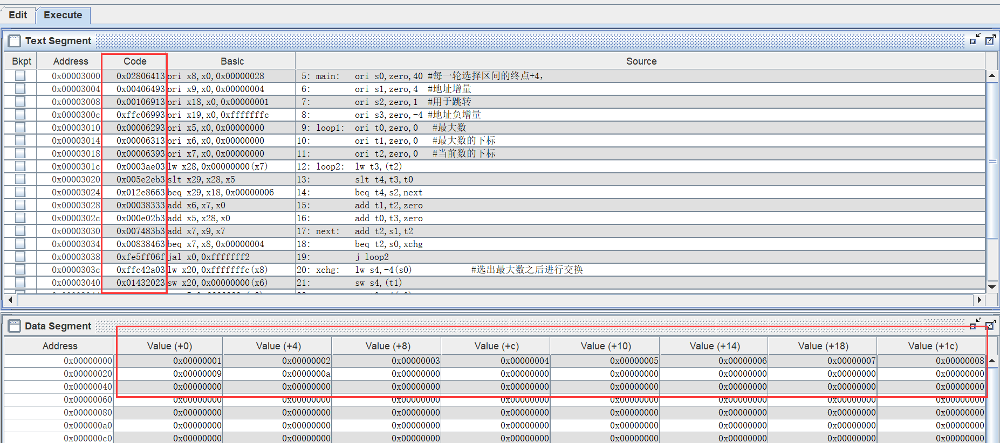 Edit Execute
Text Segment
Bkpt Address Code Basic Source
0x00003000 0x02806413 ori x8,x0,0x00000028 5: main: ori s0,zero,40 #每一轮选择区间的终点+4,
0x00003004 0x00406493 ori x9,x0,0x00000004 6: ori s1,zero,4 #地址增量
0x00003008 0x00106913 ori x18,x0,0x00000001 7: ori s2,zero,1 #用于跳转
0x0000300c 0xffc06993 ori x19,x0,0xfffffffc 8: ori s3,zero,-4 #地址负增量
0x00003010 0x00006293 ori x5,x0,0x00000000 9: loop1: ori t0,zero,0 #最大数
0x00003014 0x00006313 ori x6,x0,0x00000000 10: ori t1,zero,0 #最大数的下标
0x00003018 0x00006393 ori x7,x0,0x00000000 11: ori t2,zero,0 #当前数的下标
0x0000301c 0x0003ae03 lw x28,0x00000000(x7) 12: loop2: lw t3,(t2)
0x00003020 0x005e2eb3 slt x29,x28,x5 13: slt t4,t3,t0
0x00003024 0x012e8663 beq x29,x18,0x00000006 14: beq t4,s2,next
0x00003028 0x00038333 add x6,x7,x0 15: add t1,t2,zero
0x0000302c 0x000e02b3 add x5,x28,x0 16: add t0,t3,zero
0x00003030 0x007483b3 add x7,x9,x7 17: next: add t2,s1,t2
0x00003034 0x00838463 beq x7,x8,0x00000004 18: beq t2,s0,xchg
0x00003038 0xfe5ff06f jal x0,0xfffffff2 19: j loop2
0x0000303c 0xffc42a03 lw x20,0xfffffffc(x8) 20: xchg: lw s4,-4(s0) #选出最大数之后进行交换
0x00003040 0x01432023 sw x20,0x00000000(x6) 21: sw s4,(t1)
Data Segment
Address Value (+0) Value (+4) Value (+8) Value (+c) Value (+10) Value (+14) Value (+18) Value (+1c)
0x00000000 0x00000001 0x00000002 0x00000003 0x00000004 0x00000005 0x00000006 0x00000007 0x00000008
0x00000020 0x00000009 0x0000000a 0x00000000 0x00000000 0x00000000 0x00000000 0x00000000 0x00000000
0x00000040 0x00000000 0x00000000 0x00000000 0x00000000 0x00000000 0x00000000 0x00000000 0x00000000
0x00000060 0x00000000 0x00000000 0x00000000 0x00000000 0x00000000 0x00000000 0x00000000 0x00000000
0x00000080 0x00000000 0x00000000 0x00000000 0x00000000 0x00000000 0x00000000 0x00000000 0x00000000
0x000000a0 0x00000000 0x00000000 0x00000000 0x00000000 0x00000000 0x00000000 0x00000000 0x00000000
0x000000c0 0x00000000 0x00000000 0x00000000 0x00000000 0x00000000 0x00000000 0x00000000 0x00000000